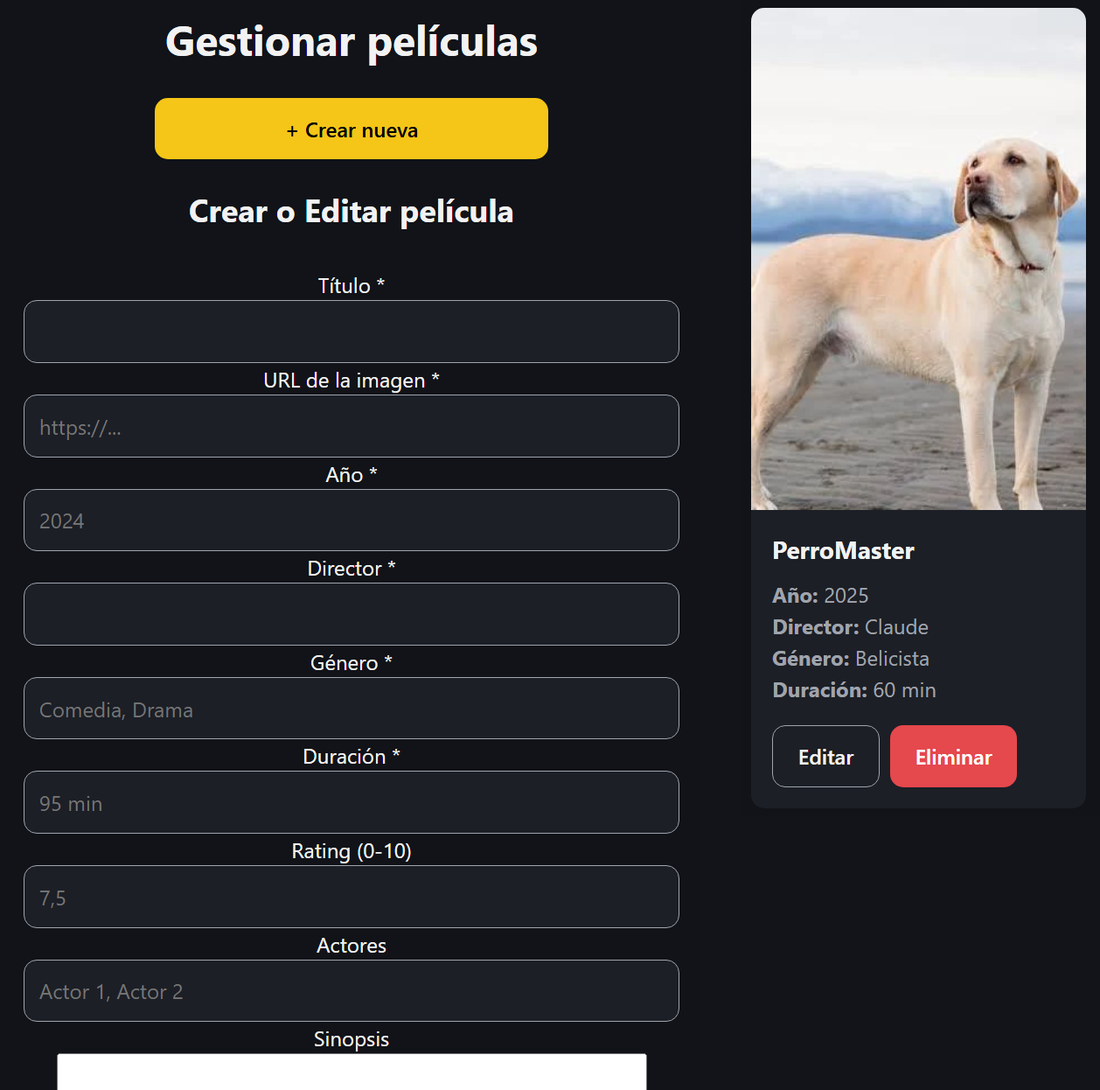 Gestionar películas
+ Crear nueva
Crear o Editar película
Título *
URL de la imagen *
https://...
Año *
2024
Director *
Género *
Comedia, Drama
Duración *
95 min
Rating (0-10)
7,5
Actores
Actor 1, Actor 2
Sinopsis
PerroMaster
Año: 2025
Director: Claude
Género: Belicista
Duración: 60 min
Editar
Eliminar